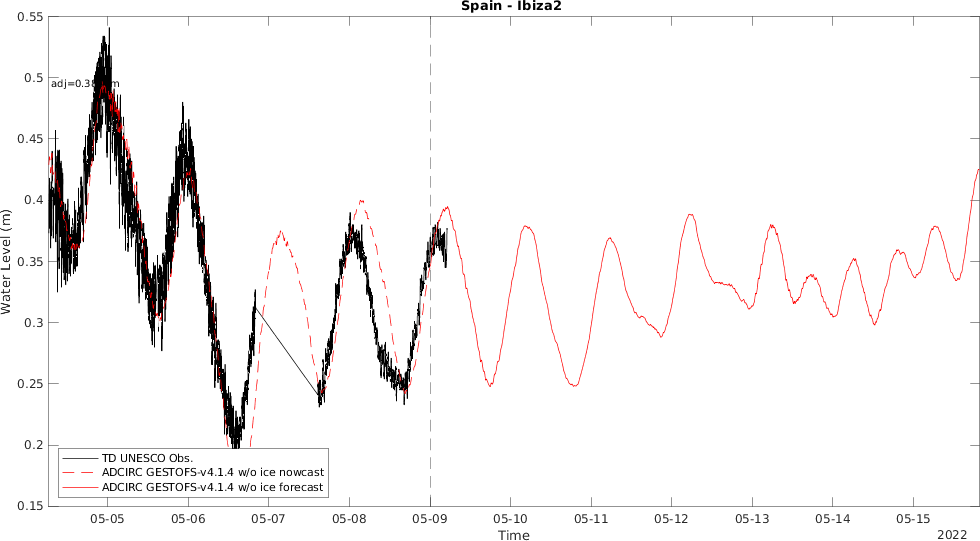 Spain - Ibiza2
0.55
0.5
0.45
0.4
0.35
0.3
0.25
0.2
0.15
Water Level (m)
TD UNESCO Obs.
ADCIRC GESTOFS-v4.1.4 w/o ice nowcast
ADCIRC GESTOFS-v4.1.4 w/o ice forecast
05-05 05-06 05-07 05-08 05-09 05-10 05-11 05-12 05-13 05-14 05-15
Time
2022